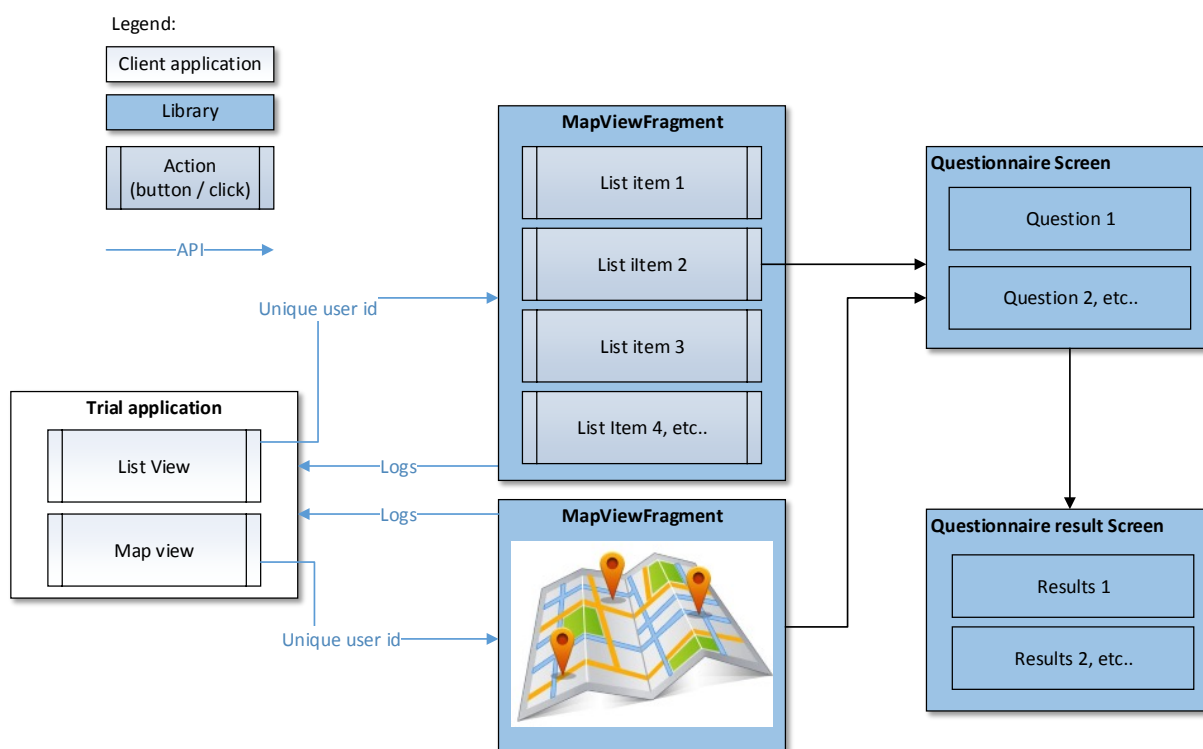 Legend:
Client application
Library
Action
(button / click)
API
MapViewFragment
List item 1
List iItem 2
List item 3
List Item 4, etc..
Questionnaire Screen
Question 1
Question 2, etc..
Unique user id
Trial application
List View
Map view
Logs
Logs
Unique user id
MapViewFragment
Questionnaire result Screen
Results 1
Results 2, etc..